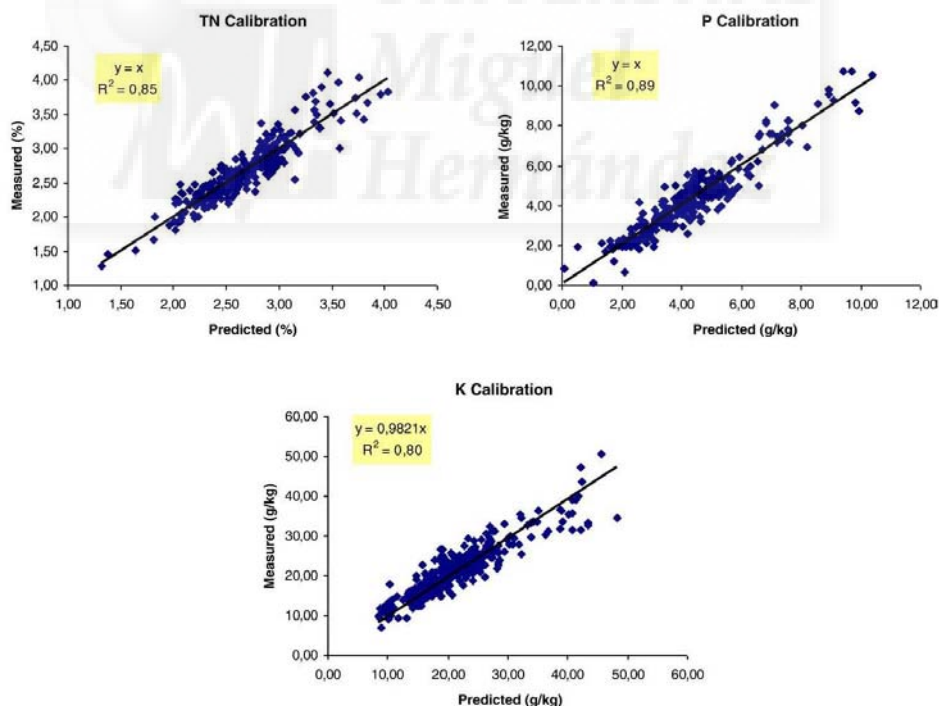 Miguel
Hernández
TN Calibration
y = x
R² = 0,85
4,50
4,00
3,50
3,00
2,50
2,00
1,50
1,00
Measured (%)
1,00 1,50 2,00 2,50 3,00 3,50 4,00 4,50
Predicted (%)
P Calibration
y = x
R² = 0,89
12,00
10,00
8,00
6,00
4,00
2,00
0,00
Measured (g/kg)
0,00 2,00 4,00 6,00 8,00 10,00 12,00
Predicted (g/kg)
K Calibration
y = 0,9821x
R² = 0,80
60,00
50,00
40,00
30,00
20,00
10,00
0,00
Measured (g/kg)
0,00 10,00 20,00 30,00 40,00 50,00 60,00
Predicted (g/kg)